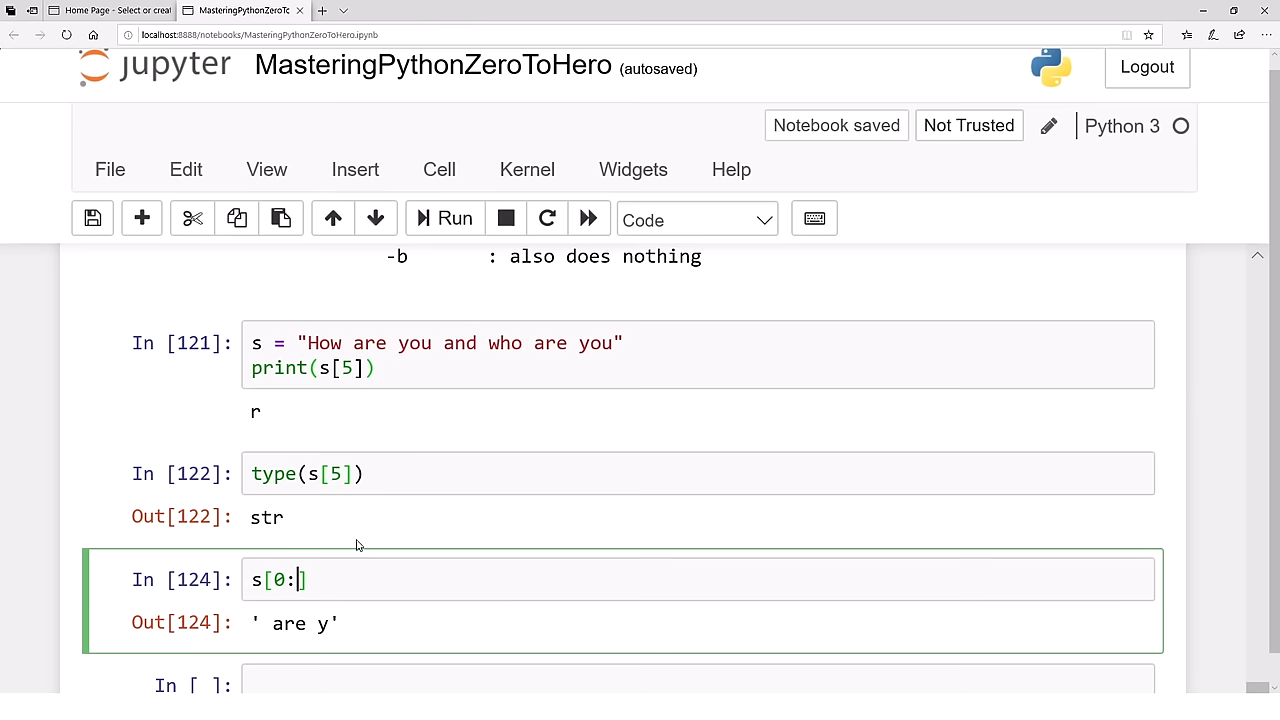 Home Page - Select or creat
MasteringPythonZeroTc
localhost:8888/notebooks/MasteringPythonZeroToHero.ipynb
jupyter MasteringPythonZeroToHero (autosaved) Logout
Notebook saved Not Trusted Python 3
File Edit View Insert Cell Kernel Widgets Help
Run Code
-b : also does nothing
In [121]: s = "How are you and who are you"
print(s[5])
r
In [122]: type(s[5])
Out[122]: str
In [124]: s[0:]
Out[124]: ' are y'
In [ ]: